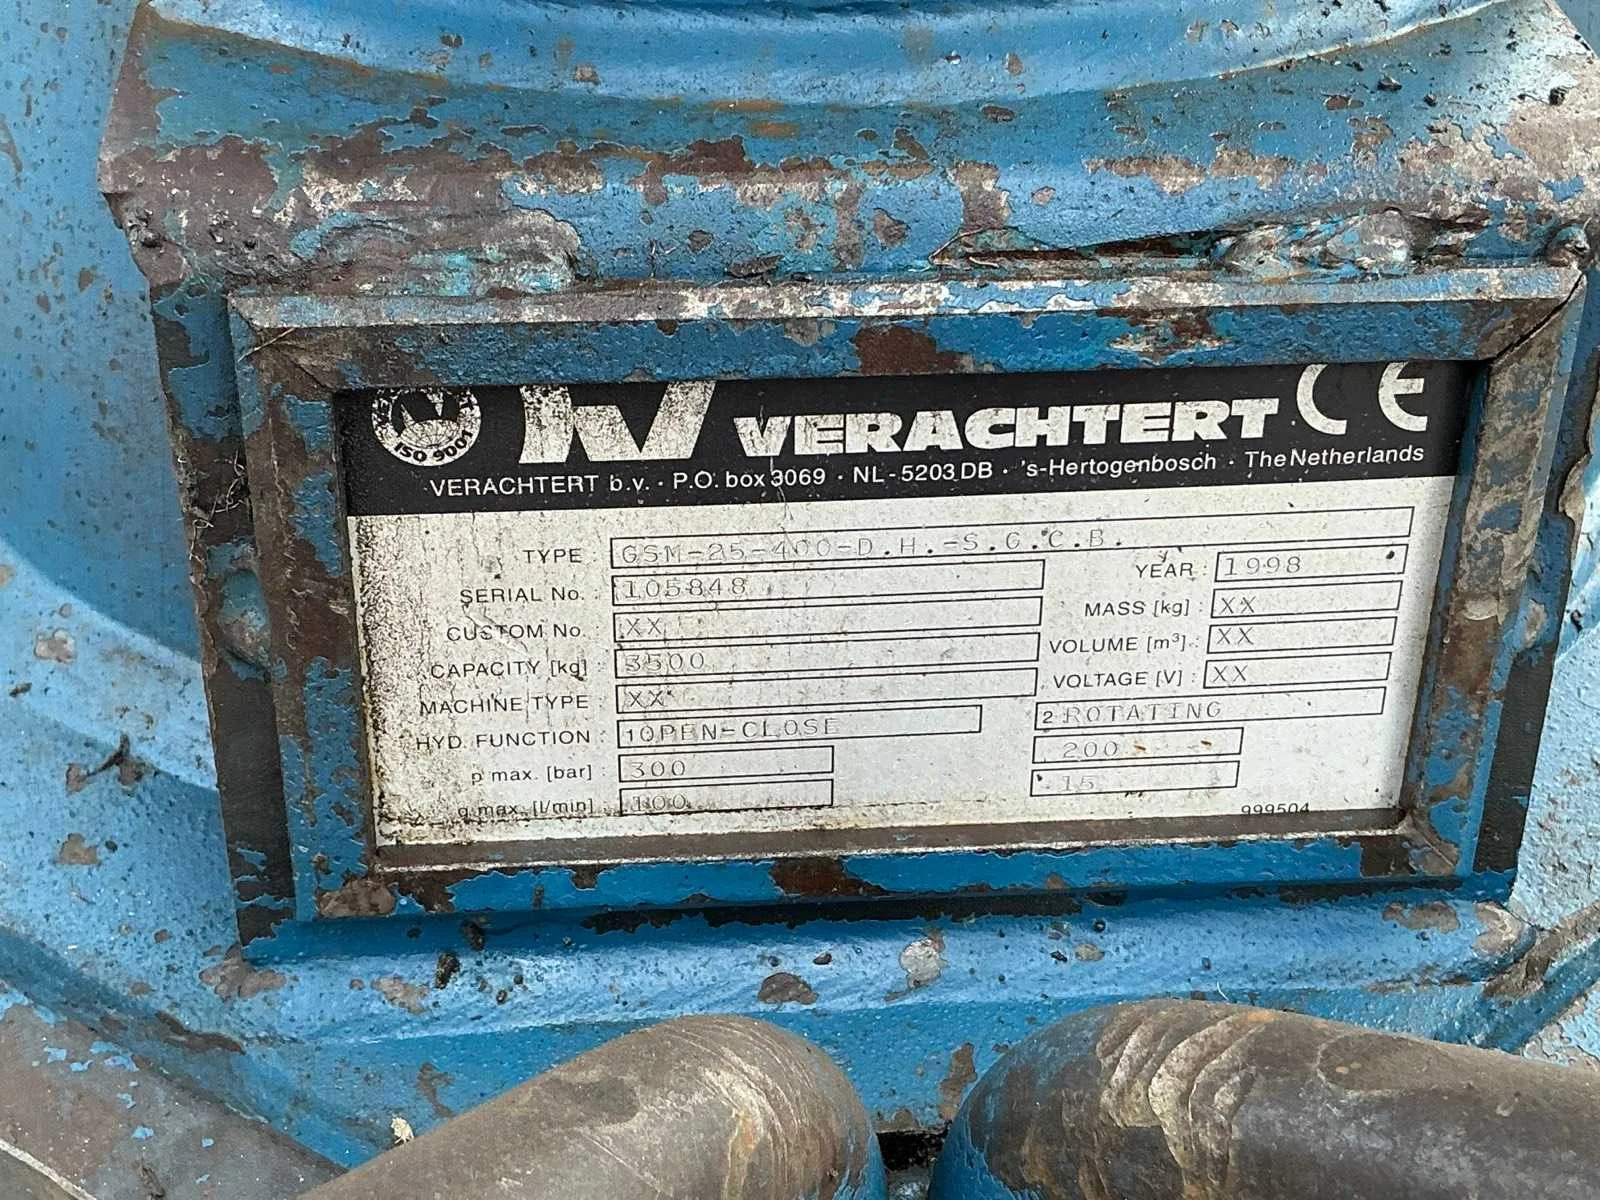 ISO 9001
VERACHTERT CE
VERACHTERT b.v. · P.O. box 3069 · NL-5203 DB · 's-Hertogenbosch · The Netherlands
TYPE : GSM-25-400-D.H.-S.G.C.B.
SERIAL No. : 105848 YEAR : 1998
CUSTOM No. XX MASS [kg] : XX
CAPACITY [kg] : 3500 VOLUME [m³] : XX
MACHINE TYPE : XX VOLTAGE [V] : XX
HYD. FUNCTION : 1 OPEN-CLOSE 2 ROTATING
p max. [bar] : 300 200
q max. [l/min] : 100 15
999504